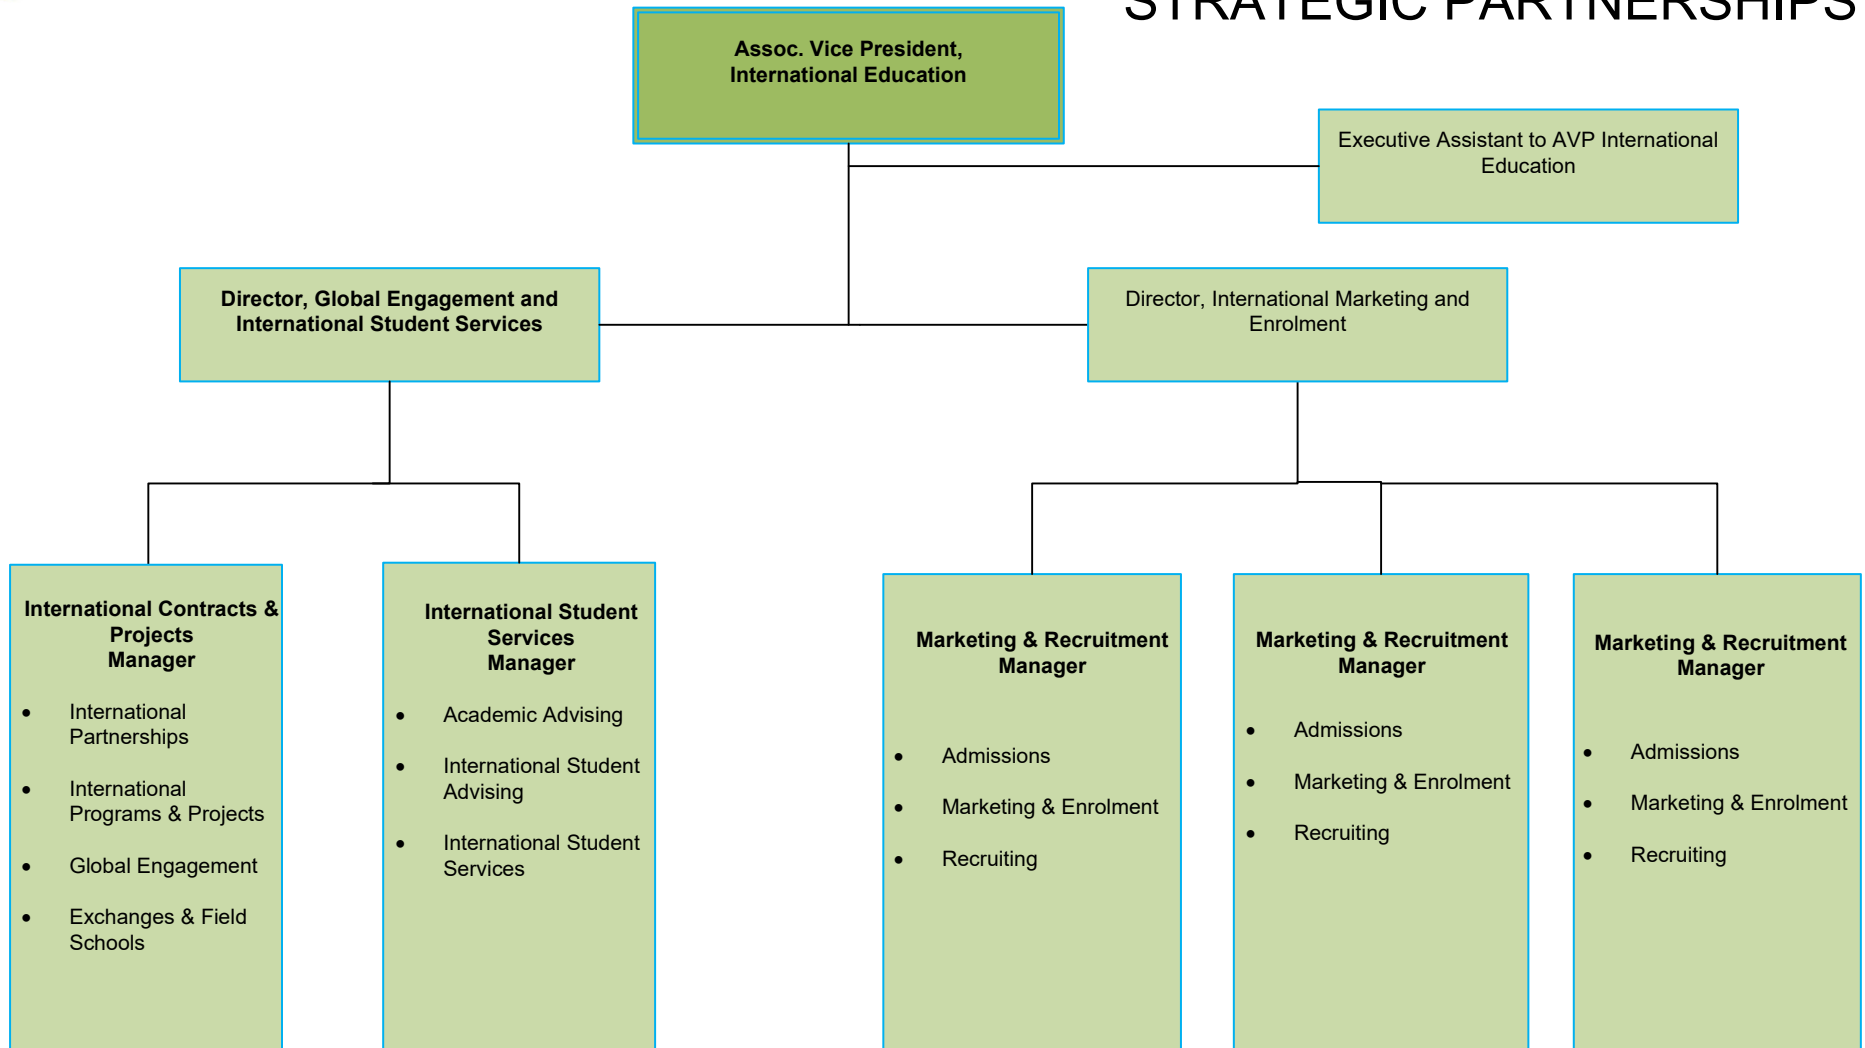 STRATEGIC PARTNERSHIPS
Assoc. Vice President,
International Education
Executive Assistant to AVP International
Education
Director, Global Engagement and
International Student Services
Director, International Marketing and
Enrolment
International Contracts &
Projects
Manager
• International
Partnerships
• International
Programs & Projects
• Global Engagement
• Exchanges & Field
Schools
International Student
Services
Manager
• Academic Advising
• International Student
Advising
• International Student
Services
Marketing & Recruitment
Manager
• Admissions
• Marketing & Enrolment
• Recruiting
Marketing & Recruitment
Manager
• Admissions
• Marketing & Enrolment
• Recruiting
Marketing & Recruitment
Manager
• Admissions
• Marketing & Enrolment
• Recruiting